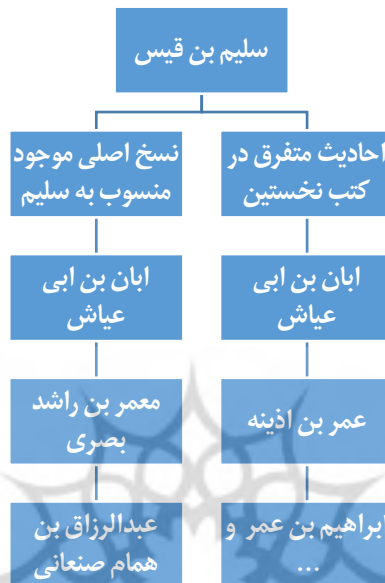 سلیم بن قیس
احادیث متفرق در
کتب نخستین
نسخ اصلی موجود
منسوب به سلیم
ابان بن ابی
عیاش
ابان بن ابی
عیاش
عمر بن اذینه
معمر بن راشد
بصری
ابراهیم بن عمر و
...
عبدالرزاق بن
همام صنعانی